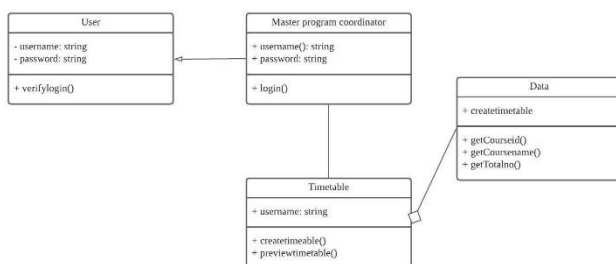 User
- username: string
- password: string
+ verifylogin()
Master program coordinator
+ username(): string
+ password: string
+ login()
Data
+ createtimetable
+ getCourseid()
+ getCoursename()
+ getTotalno()
Timetable
+ username: string
+ createtimeable()
+ previewtimetable()